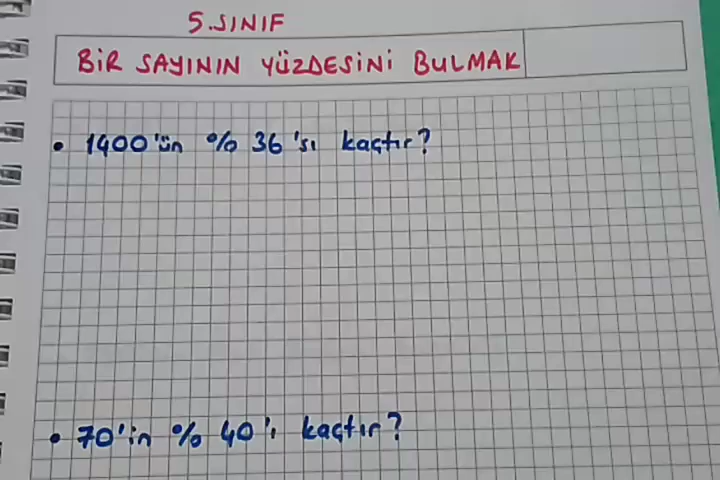 5.SINIF
BİR SAYININ YÜZDESİNİ BULMAK
• 1400'ün % 36'sı kaçtır?
• 70'in % 40'ı kaçtır?